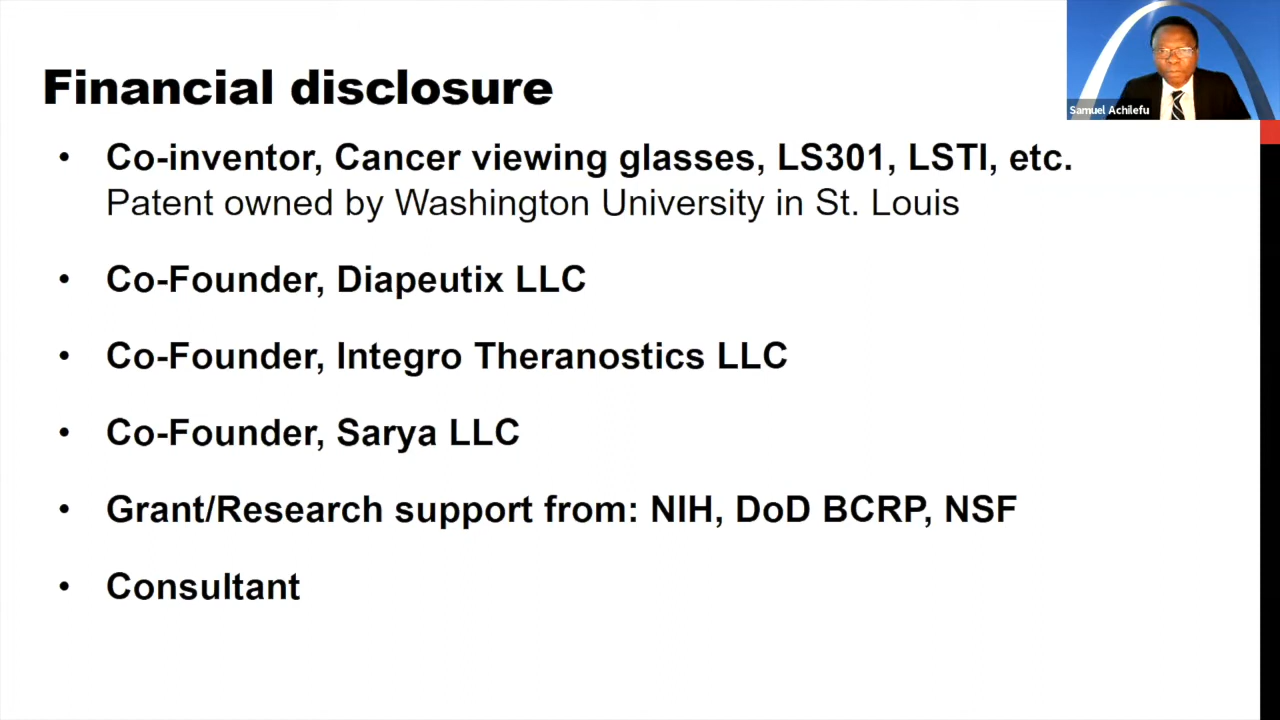 Financial disclosure
Samuel Achilefu
• Co-inventor, Cancer viewing glasses, LS301, LSTI, etc.
Patent owned by Washington University in St. Louis
• Co-Founder, Diapeutix LLC
• Co-Founder, Integro Theranostics LLC
• Co-Founder, Sarya LLC
• Grant/Research support from: NIH, DoD BCRP, NSF
• Consultant